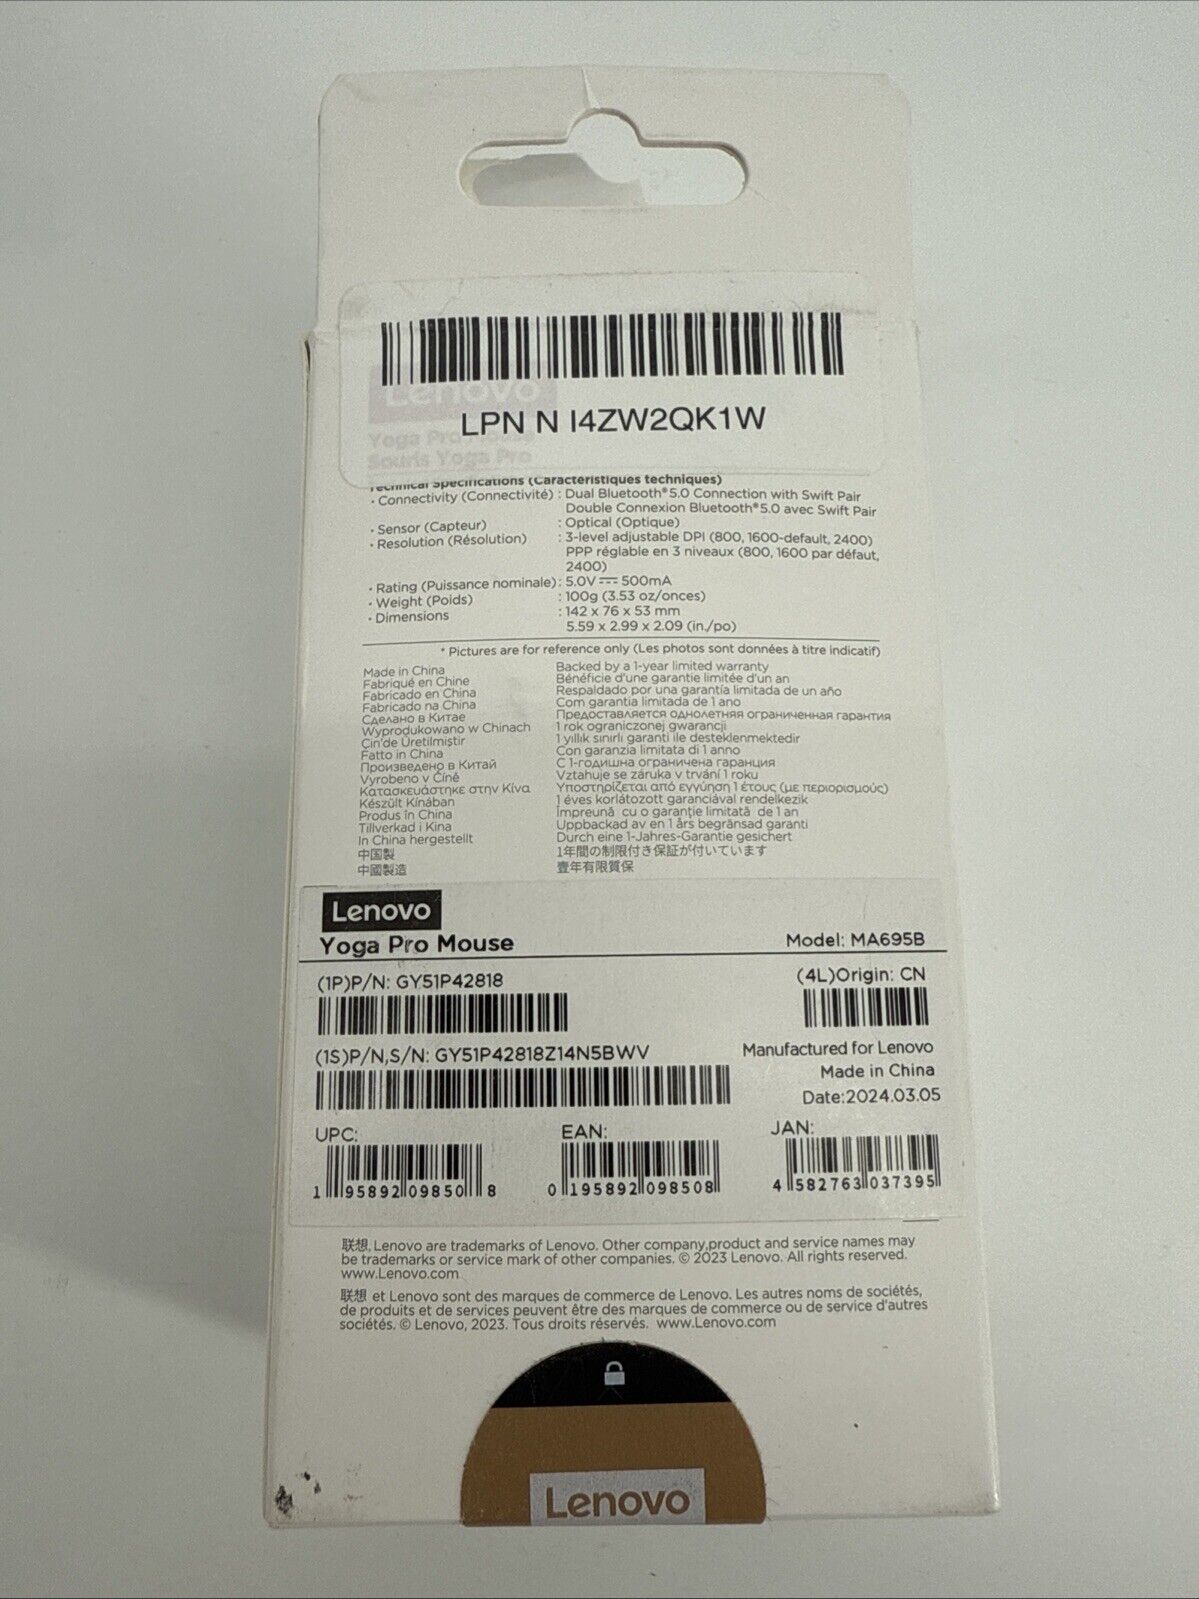 Lenovo
LPN N I4ZW2QK1W
Yoga Pro Mouse
Souris Yoga Pro
Technical Specifications (Caractéristiques techniques)
• Connectivity (Connectivité) : Dual Bluetooth® 5.0 Connection with Swift Pair
Double Connexion Bluetooth® 5.0 avec Swift Pair
• Sensor (Capteur) : Optical (Optique)
• Resolution (Résolution) : 3-level adjustable DPI (800, 1600-default, 2400)
PPP réglable en 3 niveaux (800, 1600 par défaut,
2400)
• Rating (Puissance nominale): 5.0V⎓500mA
• Weight (Poids) : 100g (3.53 oz/onces)
• Dimensions : 142 x 76 x 53 mm
5.59 x 2.99 x 2.09 (in./po)
* Pictures are for reference only (Les photos sont données à titre indicatif)
Made in China
Fabriqué en Chine
Fabricado en China
Fabricado na China
Сделано в Китае
Wyprodukowano w Chinach
Çin'de Üretilmiştir
Fatto in China
Произведено в Китай
Vyrobeno v Číně
Κατασκευάστηκε στην Κίνα
Készült Kínában
Produs în China
Tillverkad i Kina
In China hergestellt
中国製
中國製造
Backed by a 1-year limited warranty
Bénéficie d'une garantie limitée d'un an
Respaldado por una garantía limitada de un año
Com garantia limitada de 1 ano
Предоставляется однолетняя ограниченная гарантия
1 rok ograniczonej gwarancji
1 yıllık sınırlı garanti ile desteklenmektedir
Con garanzia limitata di 1 anno
С 1-годишна ограничена гаранция
Vztahuje se záruka v trvání 1 roku
Υποστηρίζεται από εγγύηση 1 έτους (με περιορισμούς)
1 éves korlátozott garanciával rendelkezik
Împreună cu o garanție limitată de 1 an
Uppbackad av en 1 års begränsad garanti
Durch eine 1-Jahres-Garantie gesichert
1年間の制限付き保証が付いています
壹年有限質保
Lenovo
Yoga Pro Mouse
Model: MA695B
(1P)P/N: GY51P42818
(4L)Origin: CN
(1S)P/N,S/N: GY51P42818Z14N5BWV
Manufactured for Lenovo
Made in China
Date:2024.03.05
UPC:
1 95892 09850 8
EAN:
0 195892 098508
JAN:
4 582763 037395
联想, Lenovo are trademarks of Lenovo. Other company,product and service names may
be trademarks or service mark of other companies. © 2023 Lenovo. All rights reserved.
www.Lenovo.com
联想 et Lenovo sont des marques de commerce de Lenovo. Les autres noms de sociétés,
de produits et de services peuvent être des marques de commerce ou de service d'autres
sociétés. © Lenovo, 2023. Tous droits réservés. www.Lenovo.com
Lenovo